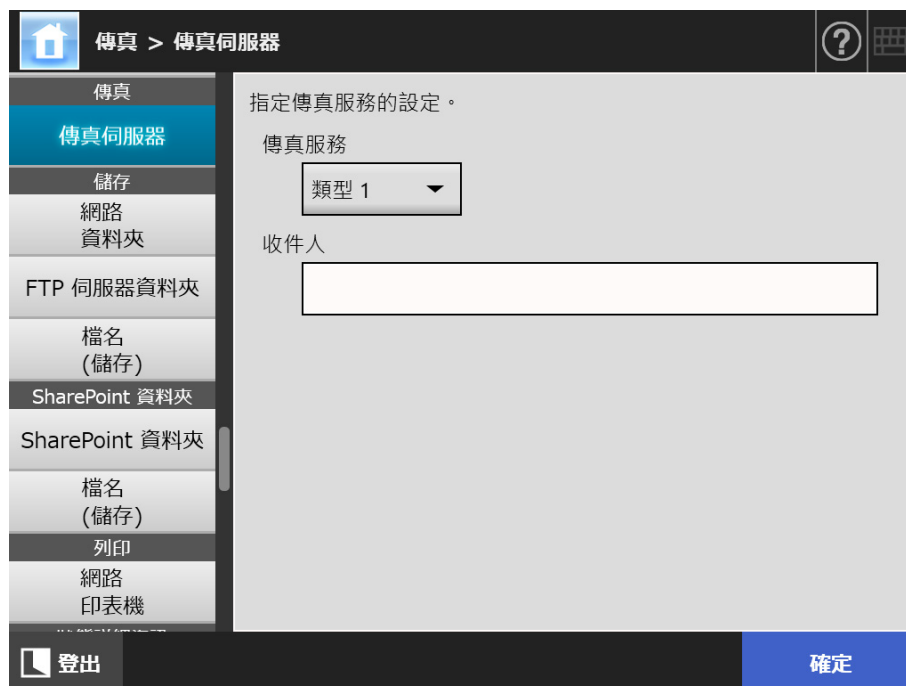 傳真 > 傳真伺服器
傳真
傳真伺服器
儲存
網路
資料夾
FTP 伺服器資料夾
檔名
(儲存)
SharePoint 資料夾
SharePoint 資料夾
檔名
(儲存)
列印
網路
印表機
指定傳真服務的設定。
傳真服務
類型 1
收件人
登出
確定